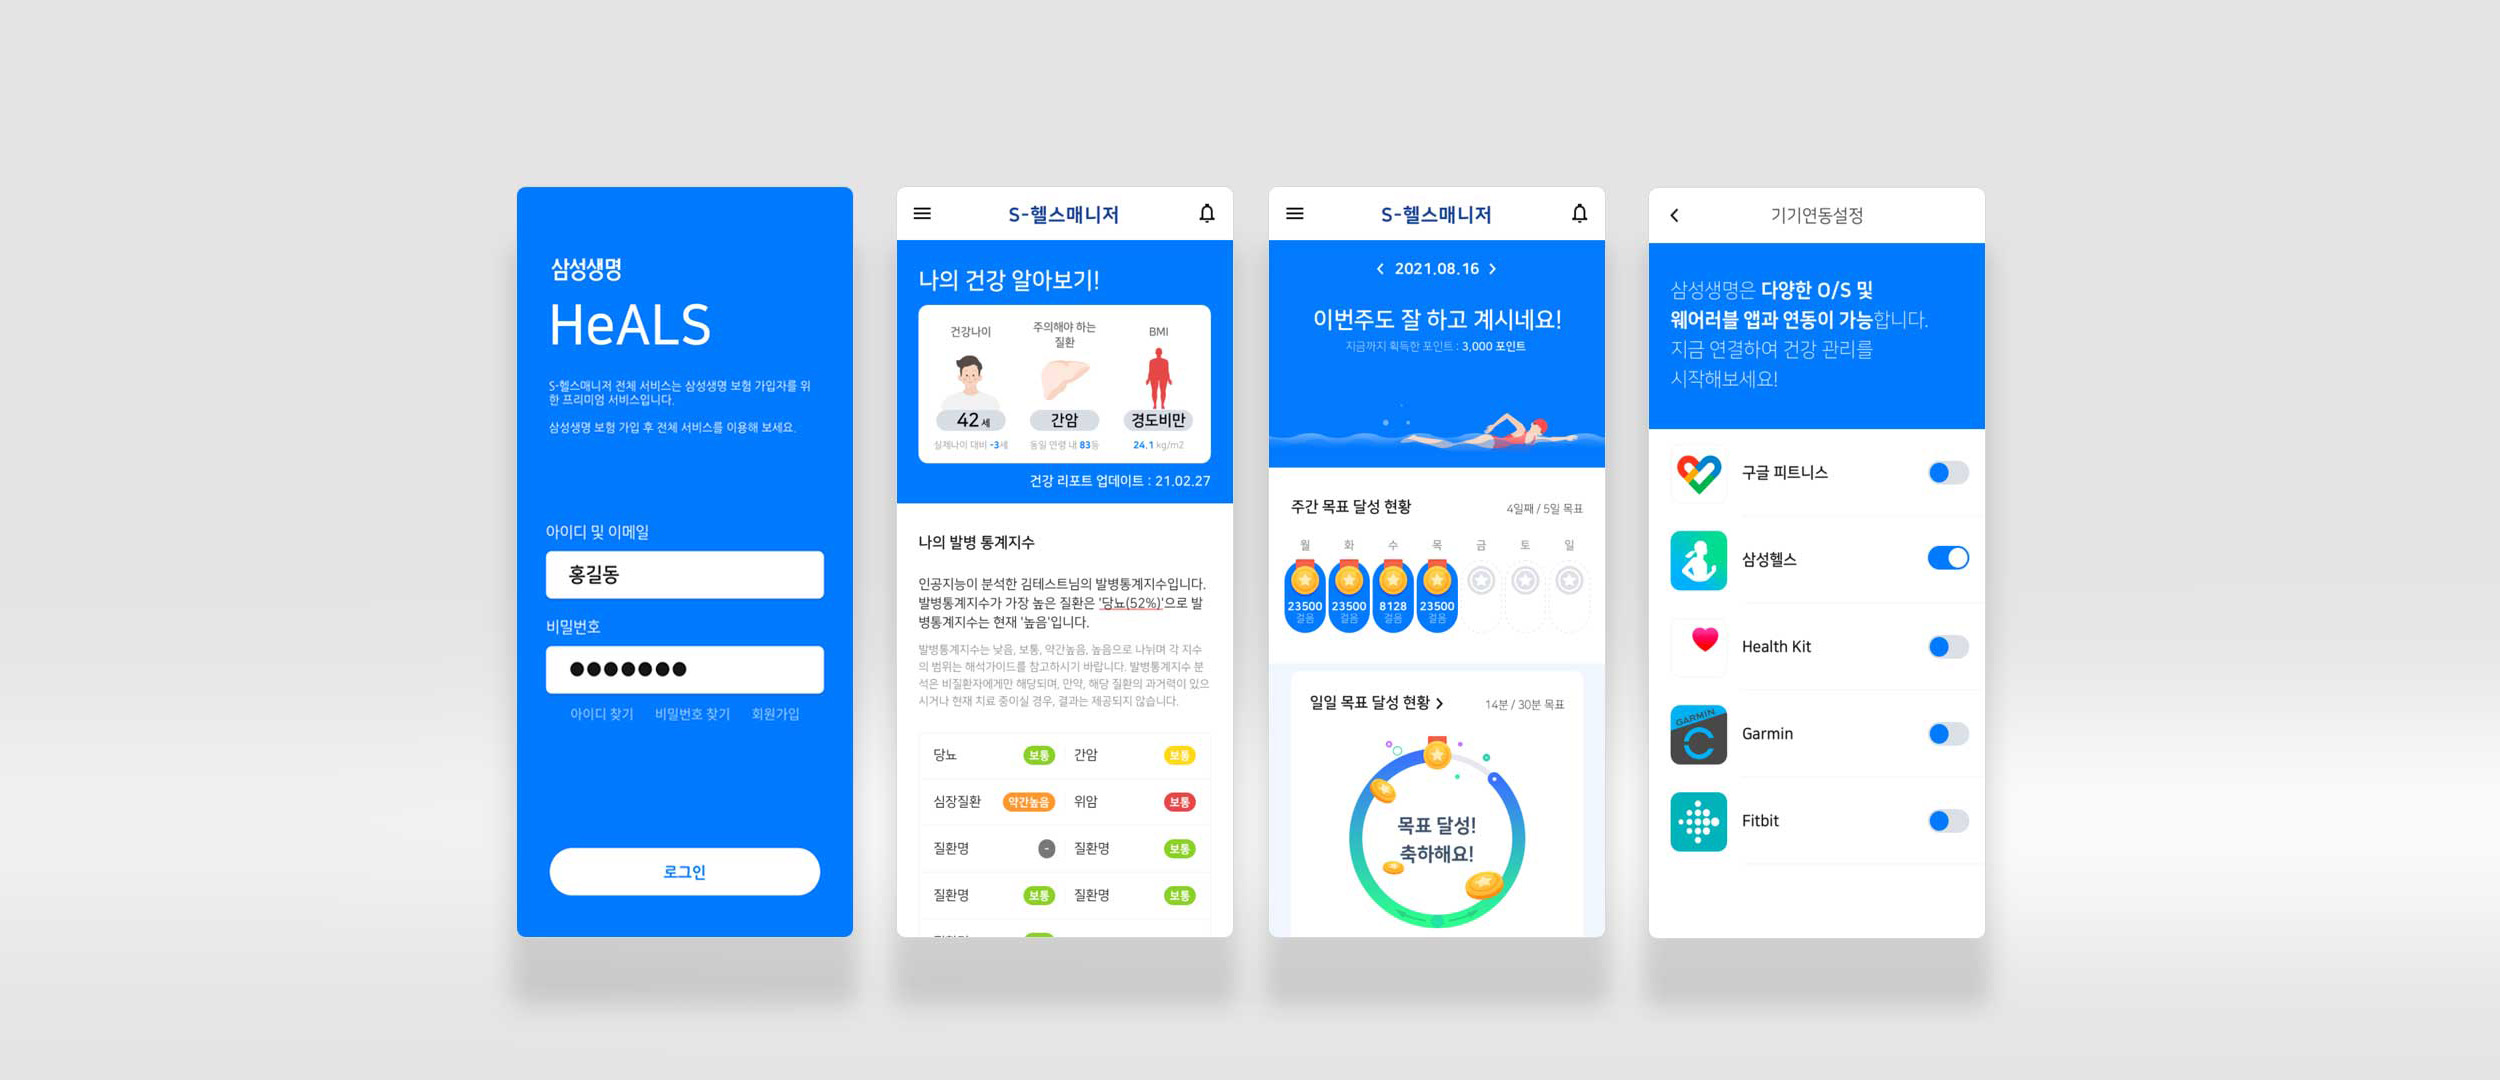 삼성생명
HeALS
S-헬스매니저 전체 서비스는 삼성생명 보험 가입자를 위
한 프리미엄 서비스입니다.
삼성생명 보험 가입 후 전체 서비스를 이용해 보세요.
아이디 및 이메일
홍길동
비밀번호
●●●●●●●
아이디 찾기 비밀번호 찾기 회원가입
로그인
S-헬스매니저
나의 건강 알아보기!
건강나이
42 세
실제나이 대비 -3세
주의해야 하는
질환
간암
동일 연령 내 83등
BMI
경도비만
24.1 kg/m2
건강 리포트 업데이트 : 21.02.27
나의 발병 통계지수
인공지능이 분석한 김테스트님의 발병통계지수입니다.
발병통계지수가 가장 높은 질환은 '당뇨(52%)'으로 발
병통계지수는 현재 '높음'입니다.
발병통계지수는 낮음, 보통, 약간높음, 높음으로 나뉘며 각 지수
의 범위는 해석가이드를 참고하시기 바랍니다. 발병통계지수 분
석은 비질환자에게만 해당되며, 만약, 해당 질환의 과거력이 있으
시거나 현재 치료 중이실 경우, 결과는 제공되지 않습니다.
당뇨 보통 간암 보통
심장질환 약간높음 위암 보통
질환명 - 질환명 보통
질환명 보통 질환명 보통
S-헬스매니저
2021.08.16
이번주도 잘 하고 계시네요!
지금까지 획득한 포인트 : 3,000 포인트
주간 목표 달성 현황 4일째 / 5일 목표
월 화 수 목 금 토 일
23500 23500 8128 23500
걸음 걸음 걸음 걸음
일일 목표 달성 현황 14분 / 30분 목표
목표 달성!
축하해요!
기기연동설정
삼성생명은 다양한 O/S 및
웨어러블 앱과 연동이 가능합니다.
지금 연결하여 건강 관리를
시작해보세요!
구글 피트니스
삼성헬스
Health Kit
GARMIN
Garmin
Fitbit